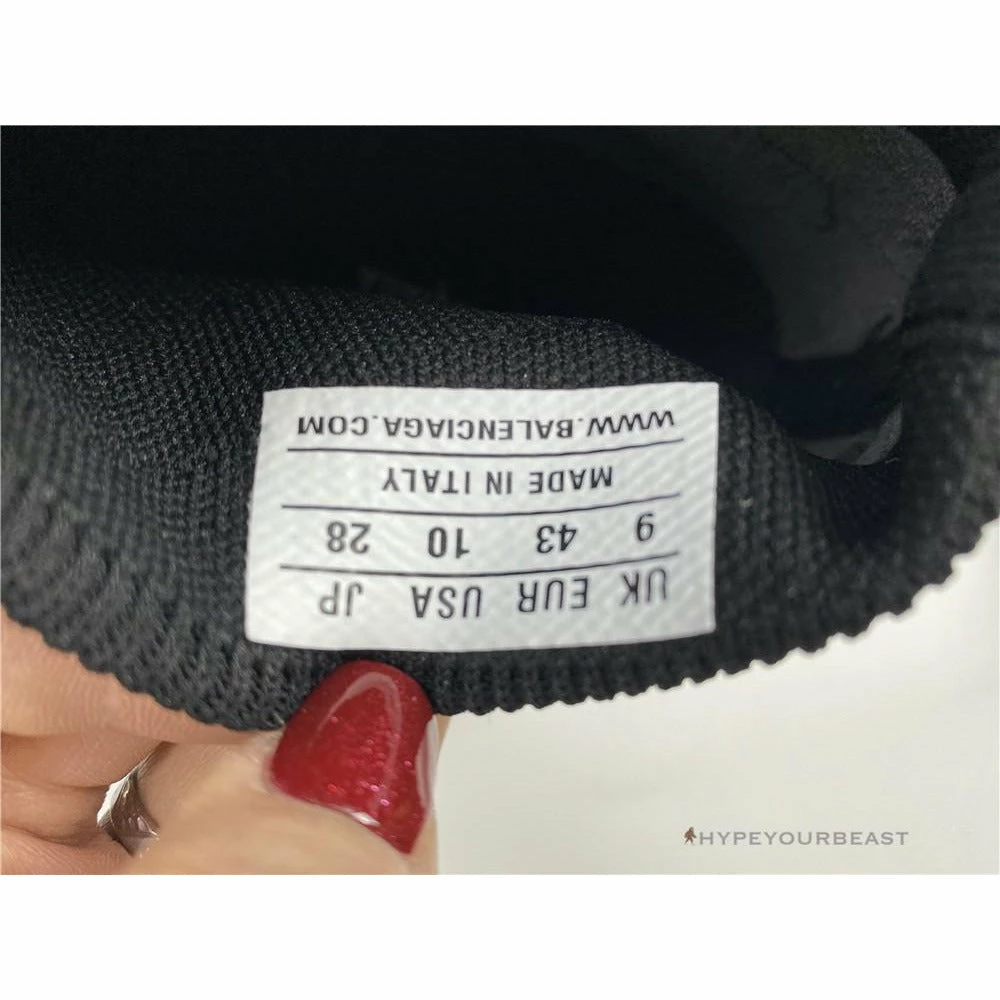 WWW.BALENCIAGA.COM
MADE IN ITALY
9 43 10 28
UK EUR USA JP
HYPEYOURBEAST